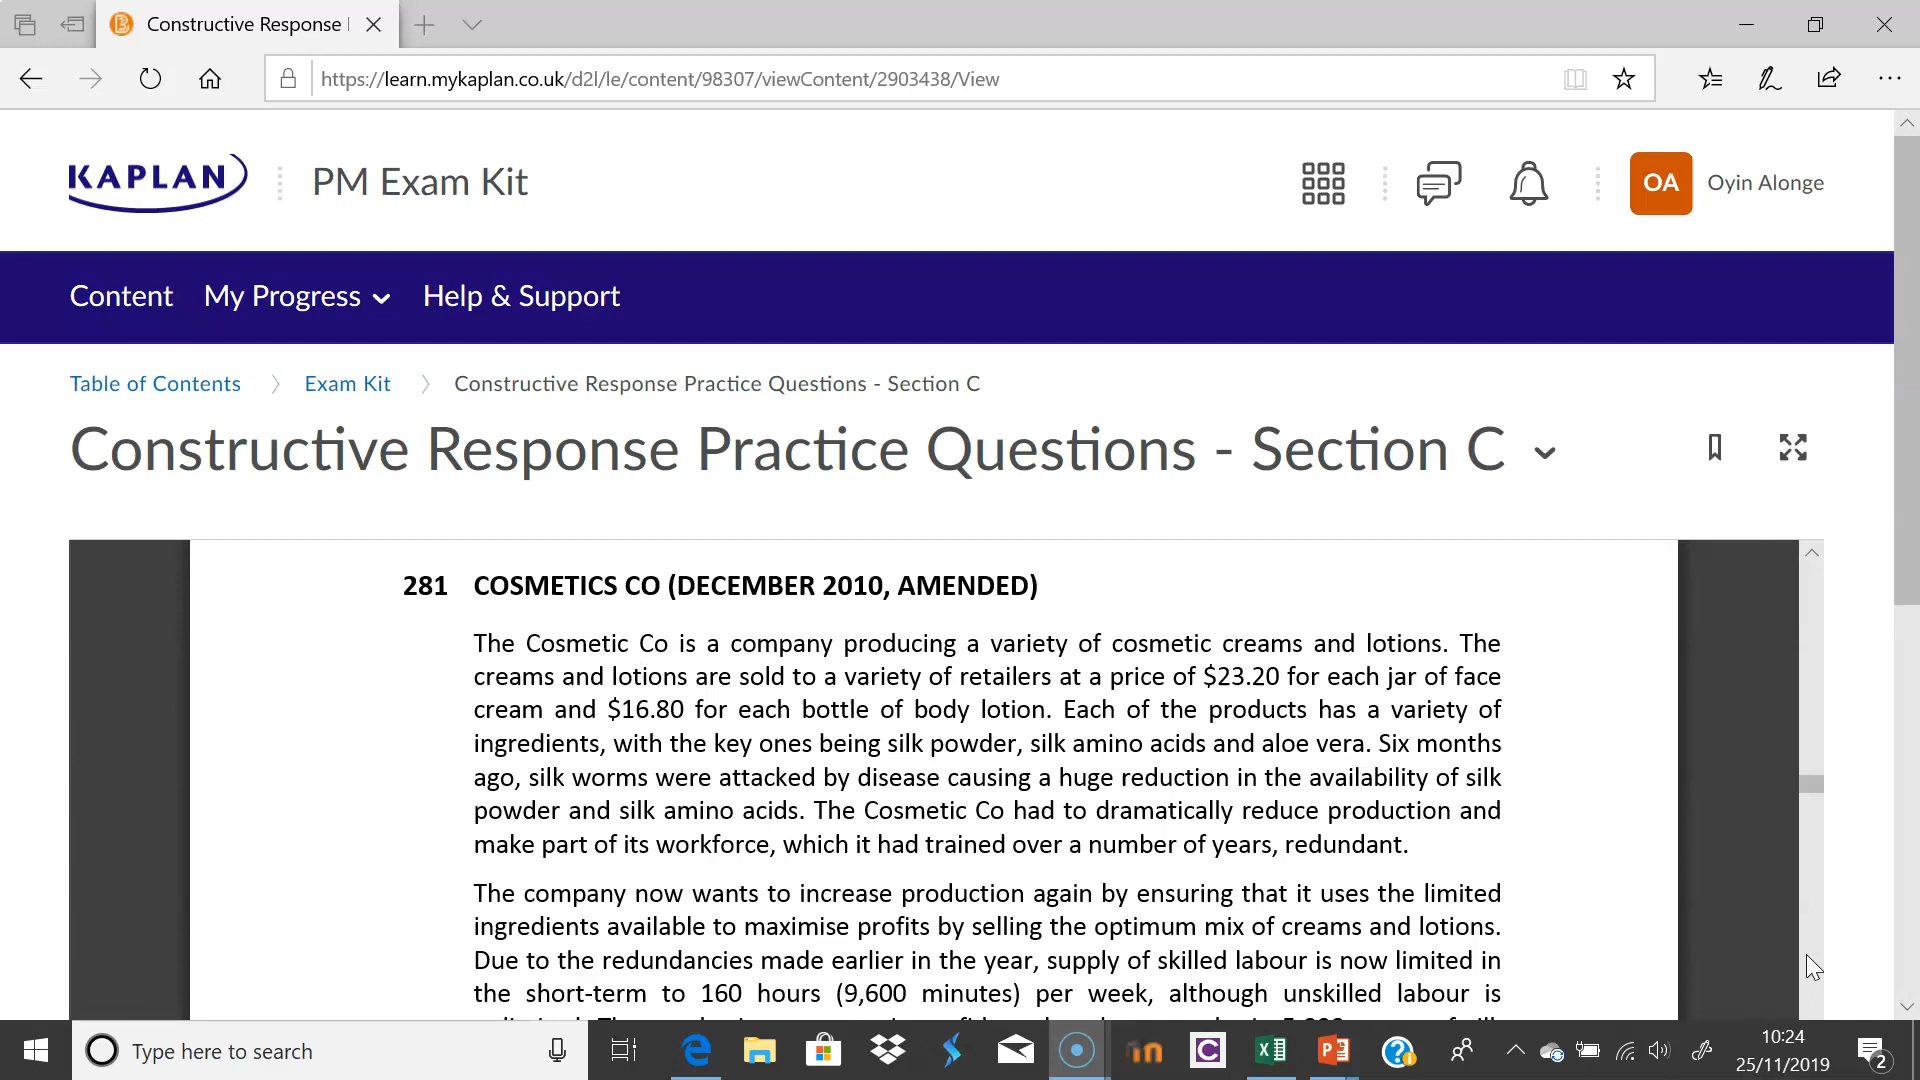 Constructive Response
https://learn.mykaplan.co.uk/d2l/le/content/98307/viewContent/2903438/View
KAPLAN
PM Exam Kit
OA
Oyin Alonge
Content
My Progress
Help & Support
Table of Contents
Exam Kit
Constructive Response Practice Questions - Section C
Constructive Response Practice Questions - Section C
281 COSMETICS CO (DECEMBER 2010, AMENDED)
The Cosmetic Co is a company producing a variety of cosmetic creams and lotions. The
creams and lotions are sold to a variety of retailers at a price of $23.20 for each jar of face
cream and $16.80 for each bottle of body lotion. Each of the products has a variety of
ingredients, with the key ones being silk powder, silk amino acids and aloe vera. Six months
ago, silk worms were attacked by disease causing a huge reduction in the availability of silk
powder and silk amino acids. The Cosmetic Co had to dramatically reduce production and
make part of its workforce, which it had trained over a number of years, redundant.
The company now wants to increase production again by ensuring that it uses the limited
ingredients available to maximise profits by selling the optimum mix of creams and lotions.
Due to the redundancies made earlier in the year, supply of skilled labour is now limited in
the short-term to 160 hours (9,600 minutes) per week, although unskilled labour is
Type here to search
10:24
25/11/2019
2